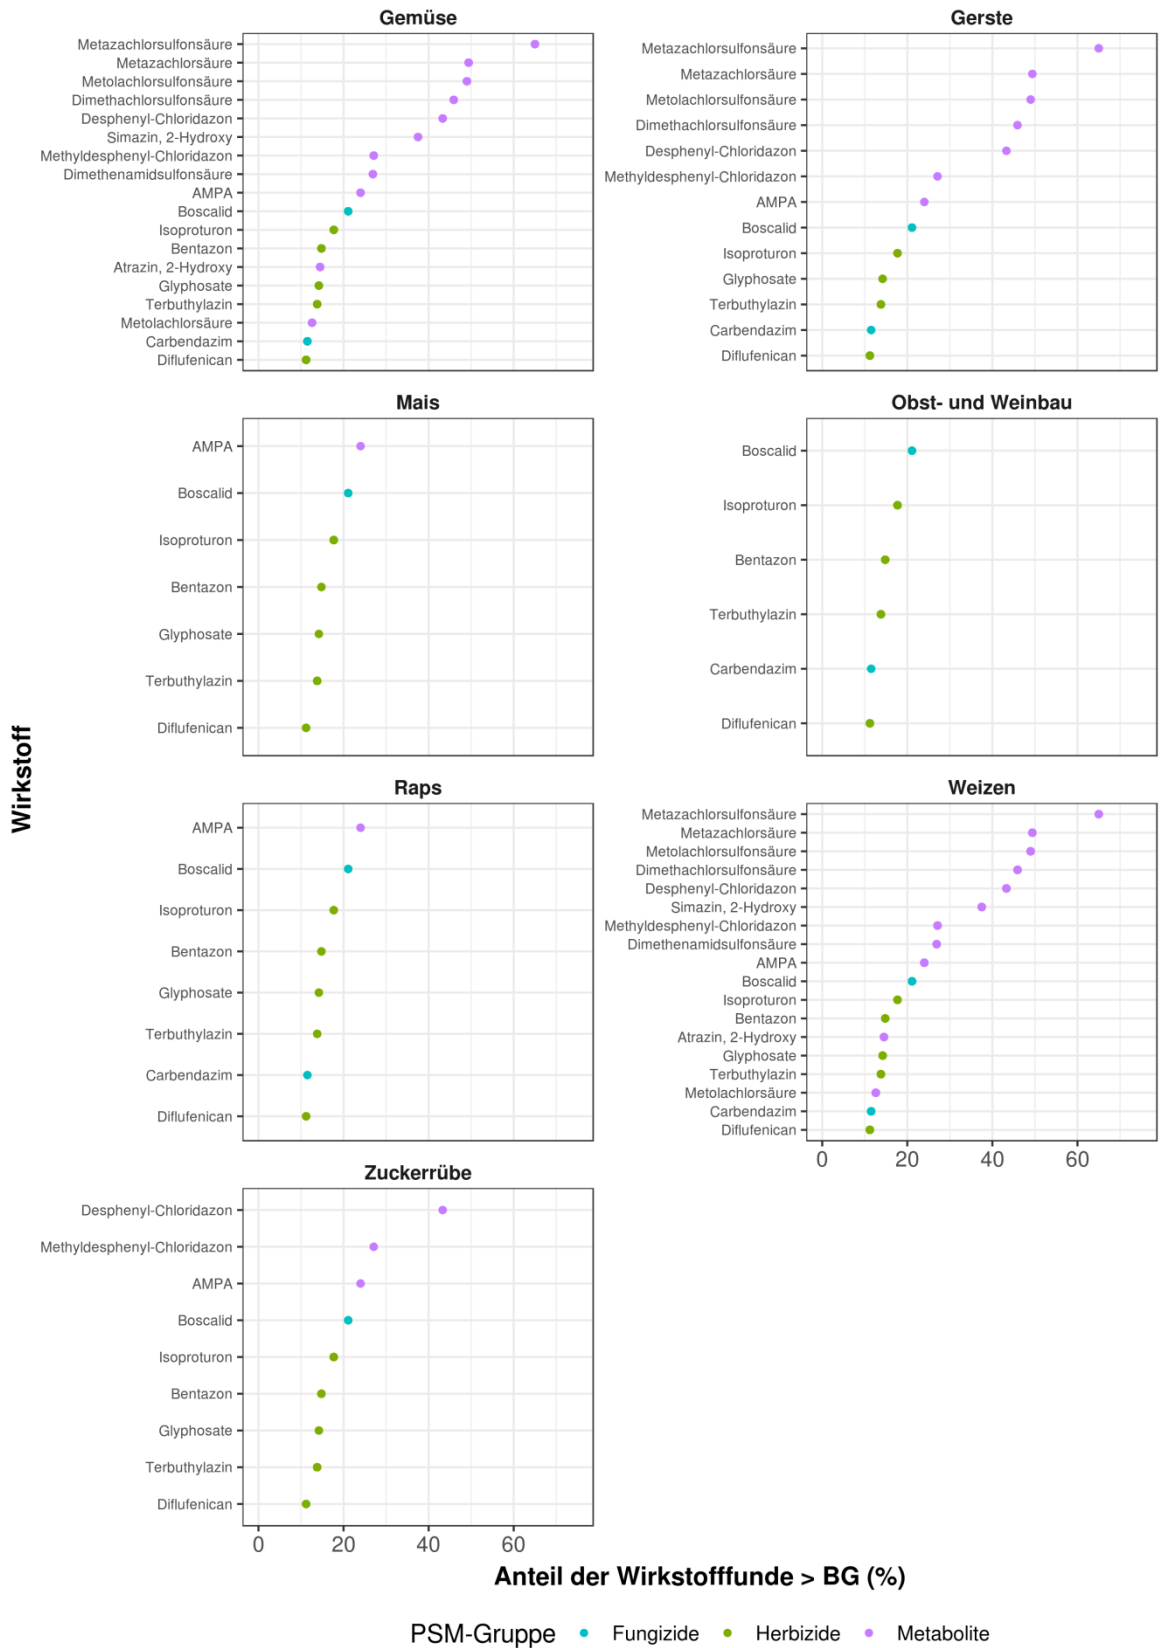 Gemüse
Metazachlorsulfonsäure
Metazachlorsäure
Metolachlorsulfonsäure
Dimethachlorsulfonsäure
Desphenyl-Chloridazon
Simazin, 2-Hydroxy
Methyldesphenyl-Chloridazon
Dimethenamidsulfonsäure
AMPA
Boscalid
Isoproturon
Bentazon
Atrazin, 2-Hydroxy
Glyphosate
Terbuthylazin
Metolachlorsäure
Carbendazim
Diflufenican
Gerste
Metazachlorsulfonsäure
Metazachlorsäure
Metolachlorsulfonsäure
Dimethachlorsulfonsäure
Desphenyl-Chloridazon
Methyldesphenyl-Chloridazon
AMPA
Boscalid
Isoproturon
Glyphosate
Terbuthylazin
Carbendazim
Diflufenican
Mais
AMPA
Boscalid
Isoproturon
Bentazon
Glyphosate
Terbuthylazin
Diflufenican
Obst- und Weinbau
Boscalid
Isoproturon
Bentazon
Terbuthylazin
Carbendazim
Diflufenican
Wirkstoff
Raps
AMPA
Boscalid
Isoproturon
Bentazon
Glyphosate
Terbuthylazin
Carbendazim
Diflufenican
Weizen
Metazachlorsulfonsäure
Metazachlorsäure
Metolachlorsulfonsäure
Dimethachlorsulfonsäure
Desphenyl-Chloridazon
Simazin, 2-Hydroxy
Methyldesphenyl-Chloridazon
Dimethenamidsulfonsäure
AMPA
Boscalid
Isoproturon
Bentazon
Atrazin, 2-Hydroxy
Glyphosate
Terbuthylazin
Metolachlorsäure
Carbendazim
Diflufenican
0 20 40 60
Zuckerrübe
Desphenyl-Chloridazon
Methyldesphenyl-Chloridazon
AMPA
Boscalid
Isoproturon
Bentazon
Glyphosate
Terbuthylazin
Diflufenican
0 20 40 60
Anteil der Wirkstofffunde > BG (%)
PSM-Gruppe Fungizide Herbizide Metabolite